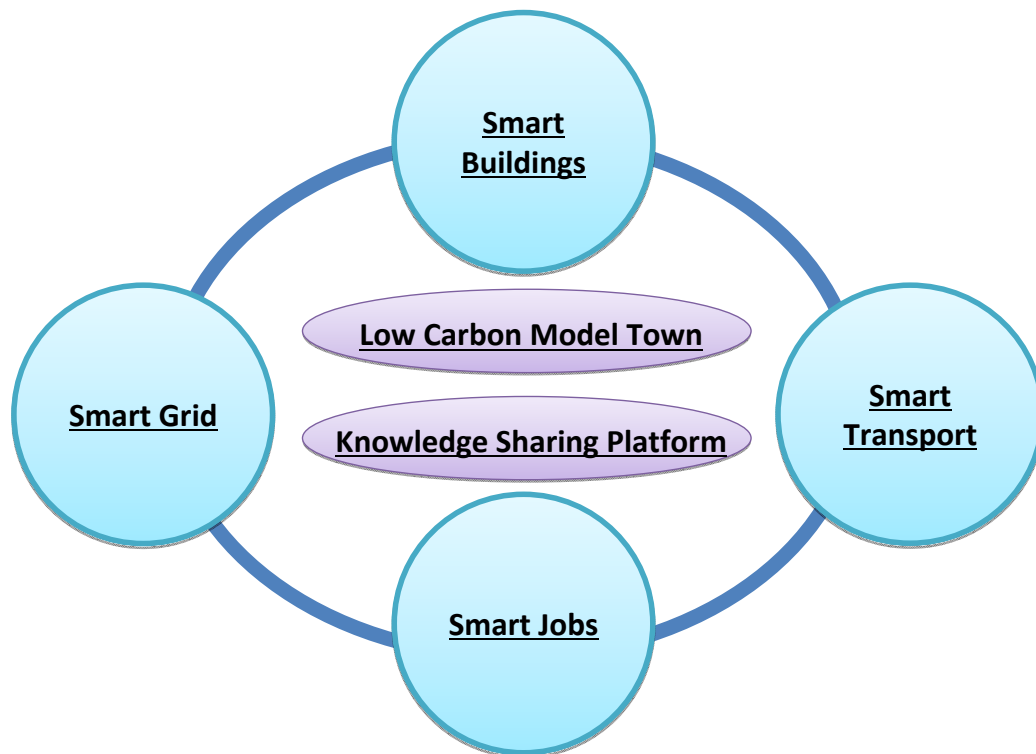 Smart
Buildings
Low Carbon Model Town
Smart Grid
Smart
Transport
Knowledge Sharing Platform
Smart Jobs